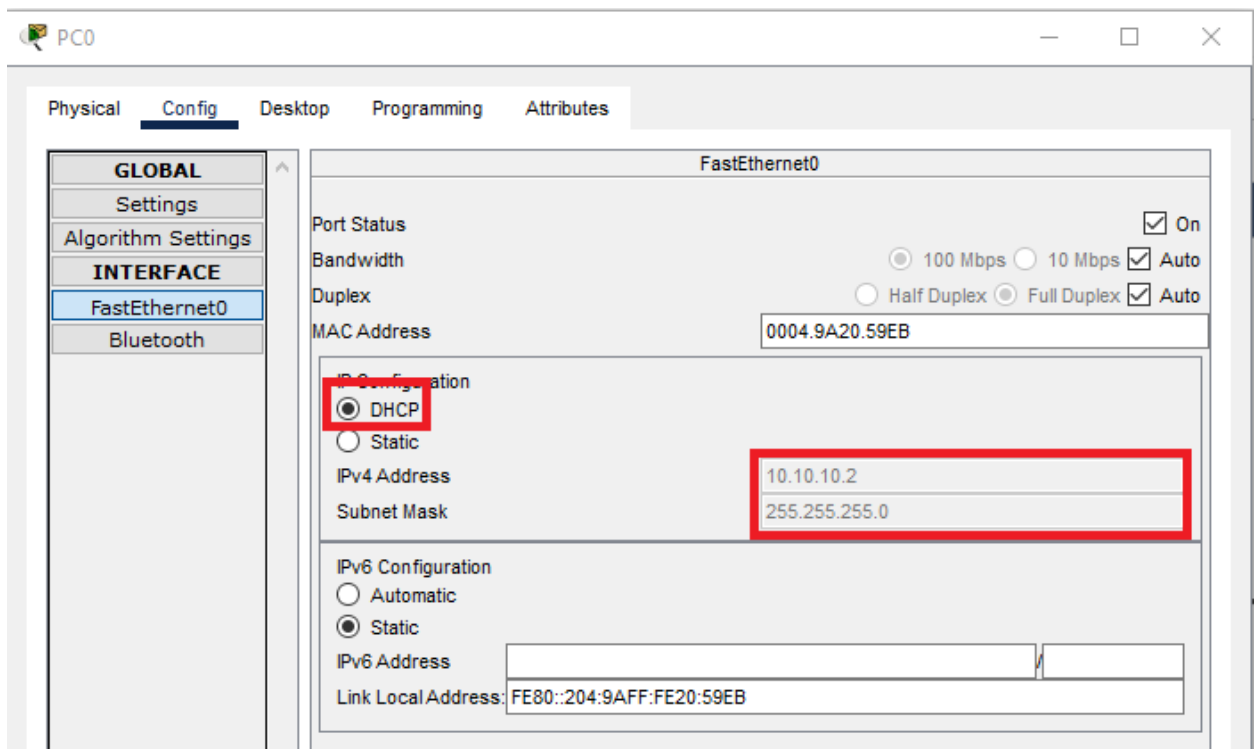 PC0
Physical Config Desktop Programming Attributes
GLOBAL
Settings
Algorithm Settings
INTERFACE
FastEthernet0
Bluetooth
FastEthernet0
Port Status On
Bandwidth 100 Mbps 10 Mbps Auto
Duplex Half Duplex Full Duplex Auto
MAC Address 0004.9A20.59EB
IP Configuration
DHCP
Static
IPv4 Address 10.10.10.2
Subnet Mask 255.255.255.0
IPv6 Configuration
Automatic
Static
IPv6 Address /
Link Local Address: FE80::204:9AFF:FE20:59EB